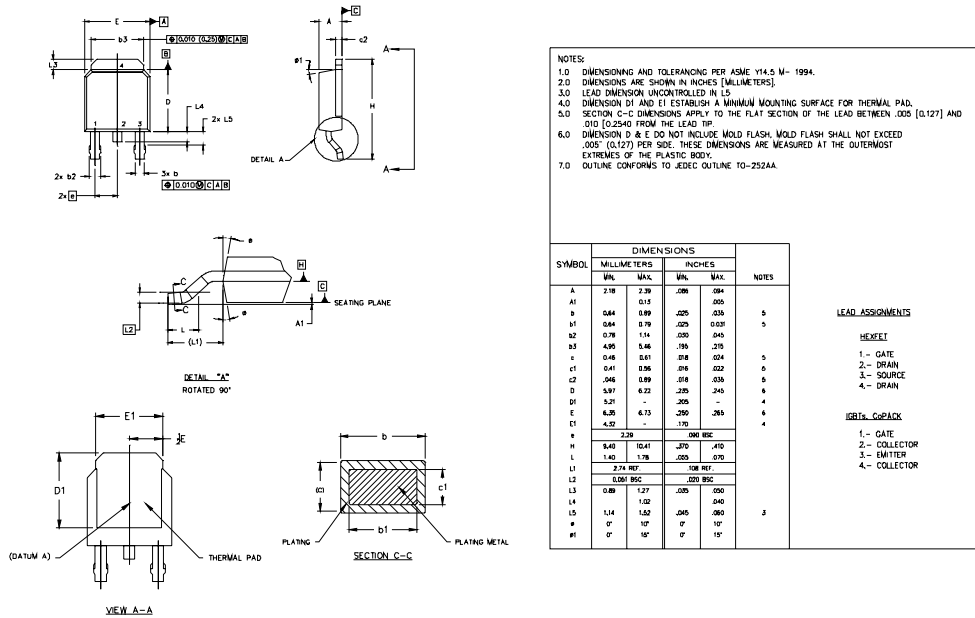 E
A
b3
⌖ 0.010 (0.25) Ⓜ C A B
L3
4
B
D
L4
2x L5
1 2 3
2x b2
3x b
⌖ 0.010 Ⓜ C A B
2x e
C
A
c2
A
ø1
H
DETAIL A
A
ø
H
C
SEATING PLANE
C
C
L2
L
A1
ø
(L1)
DETAIL "A"
ROTATED 90°
E1
½E
D1
(DATUM A)
THERMAL PAD
VIEW A-A
b
(c)
c1
b1
PLATING
PLATING METAL
SECTION C-C
NOTES:
1.0 DIMENSIONING AND TOLERANCING PER ASME Y14.5 M- 1994.
2.0 DIMENSIONS ARE SHOWN IN INCHES [MILLIMETERS].
3.0 LEAD DIMENSION UNCONTROLLED IN L5
4.0 DIMENSION D1 AND E1 ESTABLISH A MINIMUM MOUNTING SURFACE FOR THERMAL PAD.
5.0 SECTION C-C DIMENSIONS APPLY TO THE FLAT SECTION OF THE LEAD BETWEEN .005 [0.127] AND
.010 [0.2540 FROM THE LEAD TIP.
6.0 DIMENSION D & E DO NOT INCLUDE MOLD FLASH. MOLD FLASH SHALL NOT EXCEED
.005" (0.127) PER SIDE. THESE DIMENSIONS ARE MEASURED AT THE OUTERMOST
EXTREMES OF THE PLASTIC BODY.
7.0 OUTLINE CONFORMS TO JEDEC OUTLINE TO-252AA.
DIMENSIONS
SYMBOL MILLIMETERS INCHES
MIN. MAX. MIN. MAX. NOTES
A 2.18 2.39 .086 .094
A1 0.13 .005
b 0.64 0.89 .025 .035 5
b1 0.64 0.79 .025 0.031 5
b2 0.76 1.14 .030 .045
b3 4.95 5.46 .195 .215
c 0.46 0.61 .018 .024 5
c1 0.41 0.56 .016 .022 5
c2 .046 0.89 .018 .035 5
D 5.97 6.22 .235 .245 6
D1 5.21 - .205 - 4
E 6.35 6.73 .250 .265 6
E1 4.32 - .170 4
e 2.29 .090 BSC
H 9.40 10.41 .370 .410
L 1.40 1.78 .055 .070
L1 2.74 REF. .108 REF.
L2 0.051 BSC .020 BSC
L3 0.89 1.27 .035 .050
L4 1.02 .040
L5 1.14 1.52 .045 .060 3
ø 0° 10° 0° 10°
ø1 0° 15° 0° 15°
LEAD ASSIGNMENTS
HEXFET
1.- GATE
2.- DRAIN
3.- SOURCE
4.- DRAIN
IGBTs, CoPACK
1.- GATE
2.- COLLECTOR
3.- EMITTER
4.- COLLECTOR